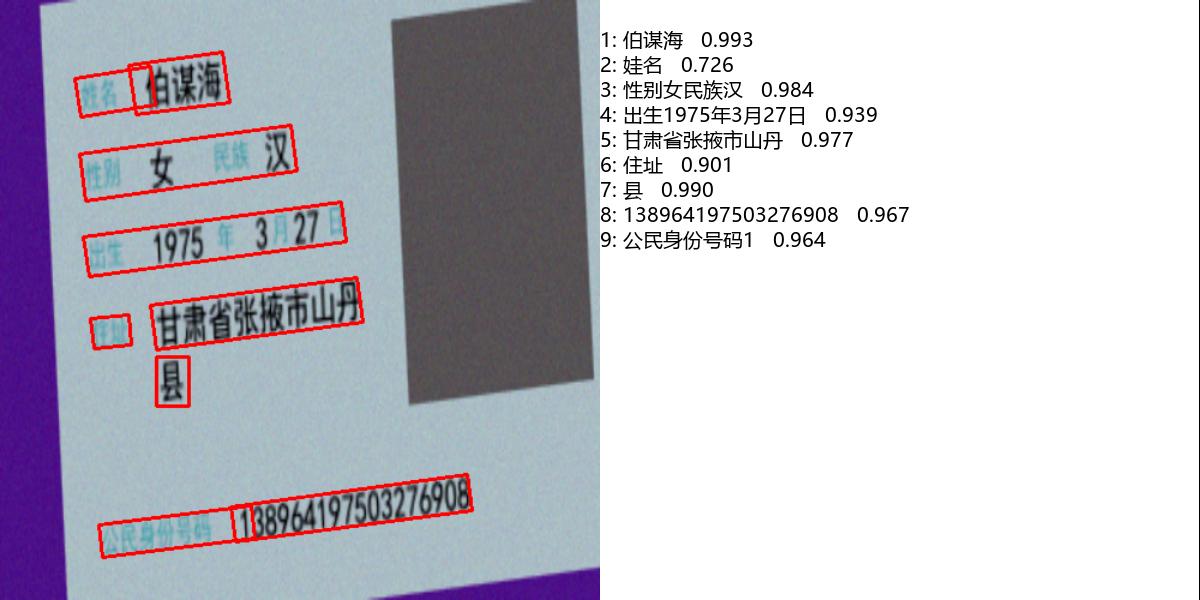 姓名 伯谋海
性别 女 民族 汉
出生 1975 年 3 月 27 日
住址 甘肃省张掖市山丹
县
公民身份号码 138964197503276908
1: 伯谋海 0.993
2: 娃名 0.726
3: 性别女民族汉 0.984
4: 出生1975年3月27日 0.939
5: 甘肃省张掖市山丹 0.977
6: 住址 0.901
7: 县 0.990
8: 138964197503276908 0.967
9: 公民身份号码1 0.964